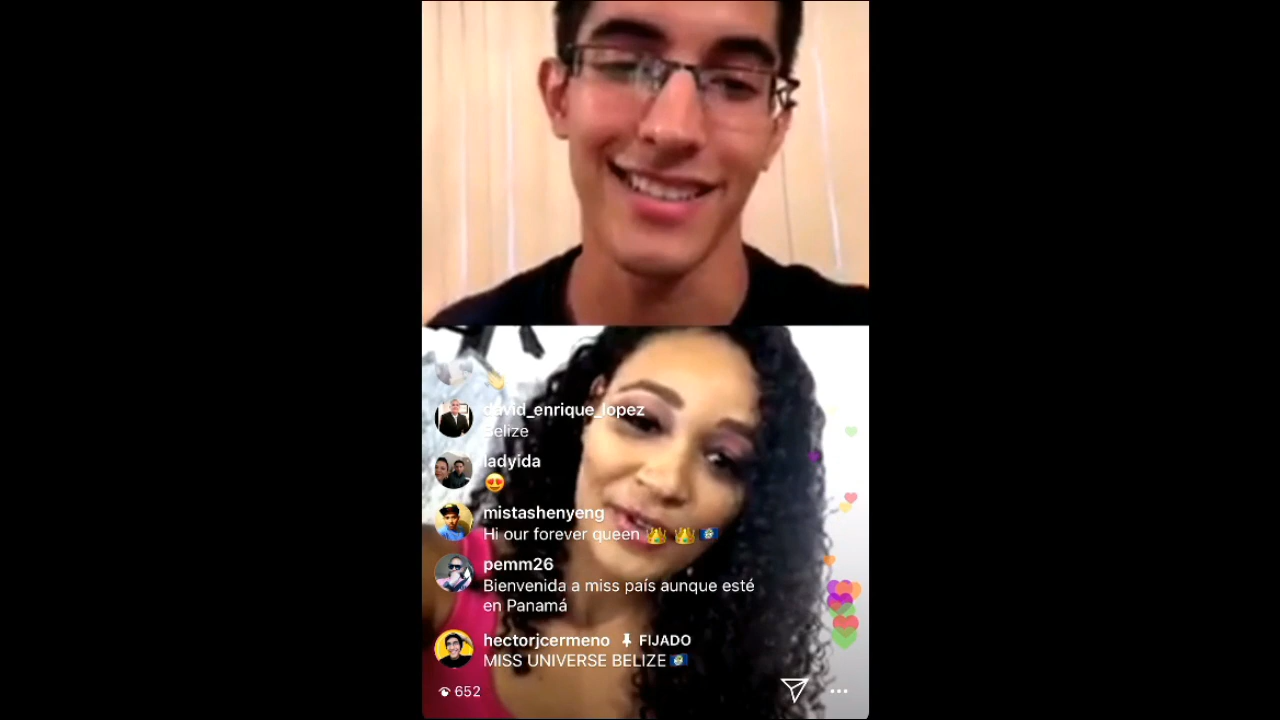 david_enrique_lopez
Belize
ladyida
😍
mistashenyeng
Hi our forever queen 👑 👑 🇧🇿
pemm26
Bienvenida a miss país aunque esté
en Panamá
hectorjcermeno FIJADO
MISS UNIVERSE BELIZE 🇧🇿
652